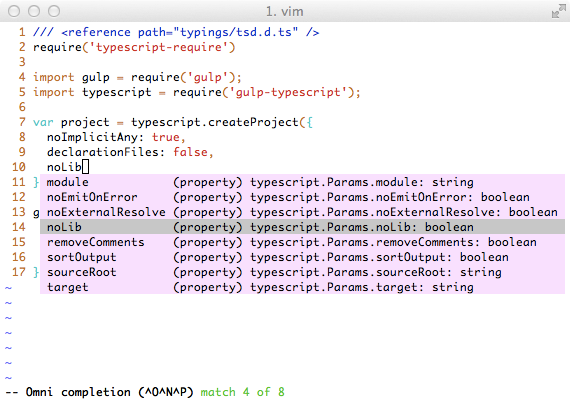 1. vim
1 /// <reference path="typings/tsd.d.ts" />
2 require('typescript-require')
3
4 import gulp = require('gulp');
5 import typescript = require('gulp-typescript');
6
7 var project = typescript.createProject({
8   noImplicitAny: true,
9   declarationFiles: false,
10   noLib
11 } module (property) typescript.Params.module: string
12   noEmitOnError (property) typescript.Params.noEmitOnError: boolean
13 g noExternalResolve (property) typescript.Params.noExternalResolve: boolean
14   noLib (property) typescript.Params.noLib: boolean
15   removeComments (property) typescript.Params.removeComments: boolean
16   sortOutput (property) typescript.Params.sortOutput: boolean
17 } sourceRoot (property) typescript.Params.sourceRoot: string
~ target (property) typescript.Params.target: string
~
~
~
~
~
~
-- Omni completion (^O^N^P) match 4 of 8